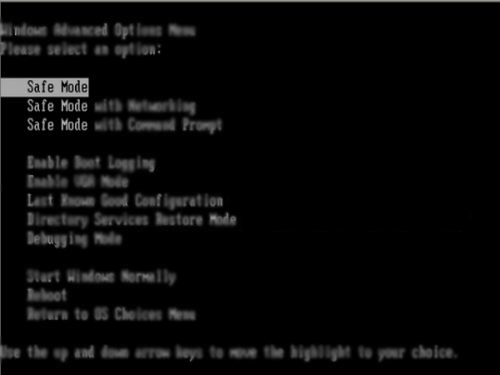 Windows Advanced Options Menu
Please select an option:
Safe Mode
Safe Mode with Networking
Safe Mode with Command Prompt
Enable Boot Logging
Enable VGA Mode
Last Known Good Configuration
Directory Services Restore Mode
Debugging Mode
Start Windows Normally
Reboot
Return to OS Choices Menu
Use the up and down arrow keys to move the highlight to your choice.